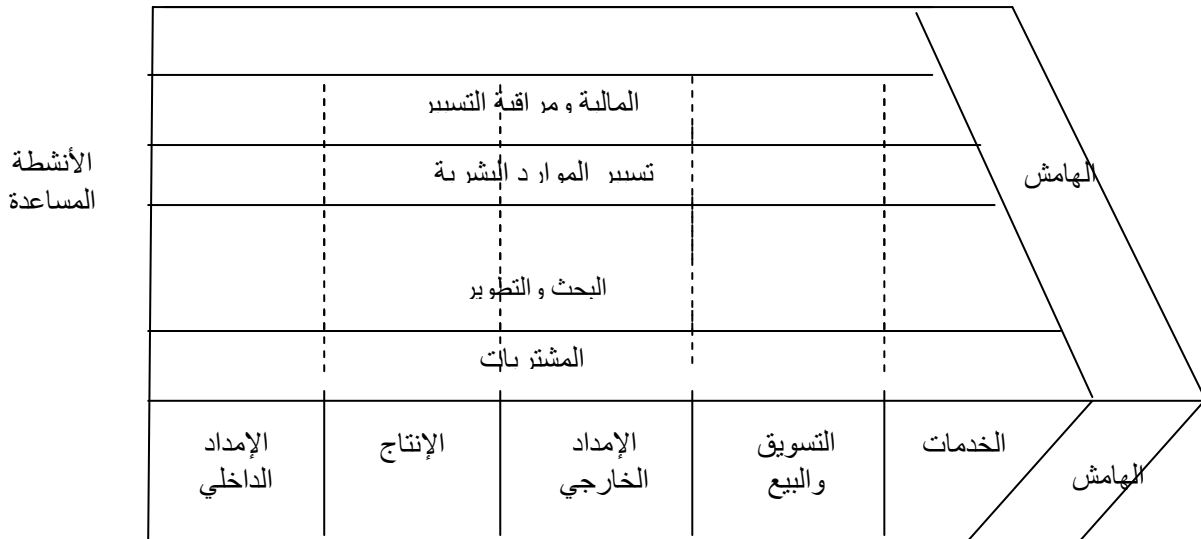 المالية ومراقبة التسيير
الأنشطة
المساعدة
تسيير الموارد البشرية
الهامش
البحث والتطوير
المشتريات
الإمداد
الداخلي
الإنتاج
الإمداد
الخارجي
التسويق
والبيع
الخدمات
الهامش